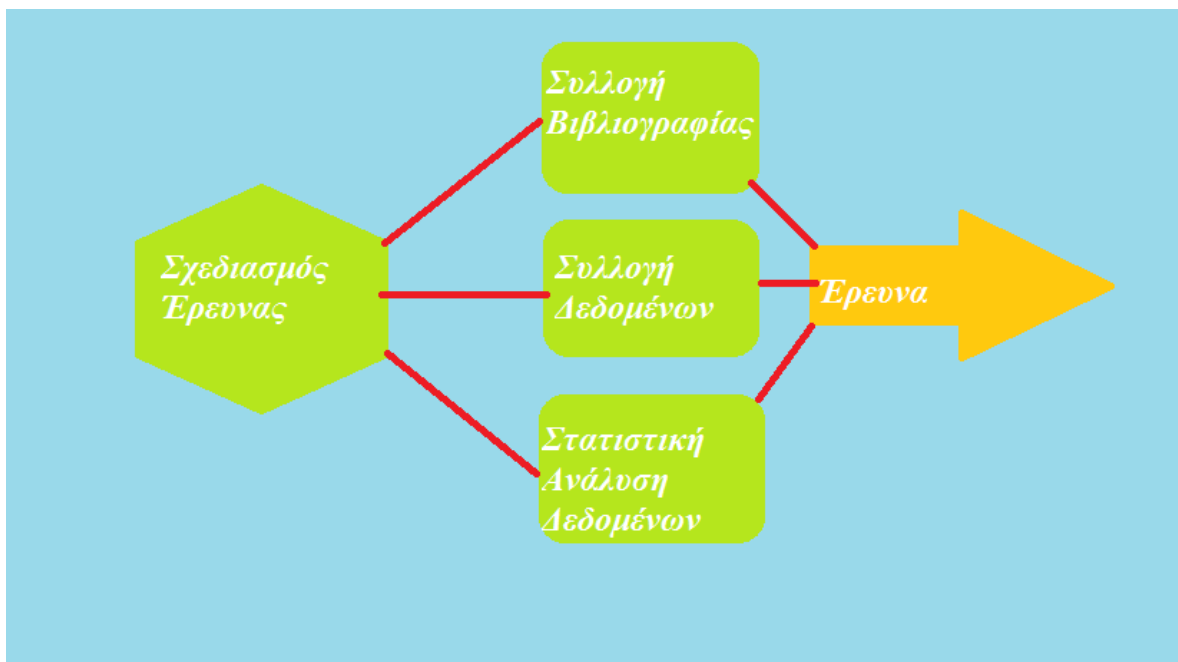 Σχεδιασμός
Έρευνας
Συλλογή
Βιβλιογραφίας
Συλλογή
Δεδομένων
Στατιστική
Ανάλυση
Δεδομένων
Έρευνα